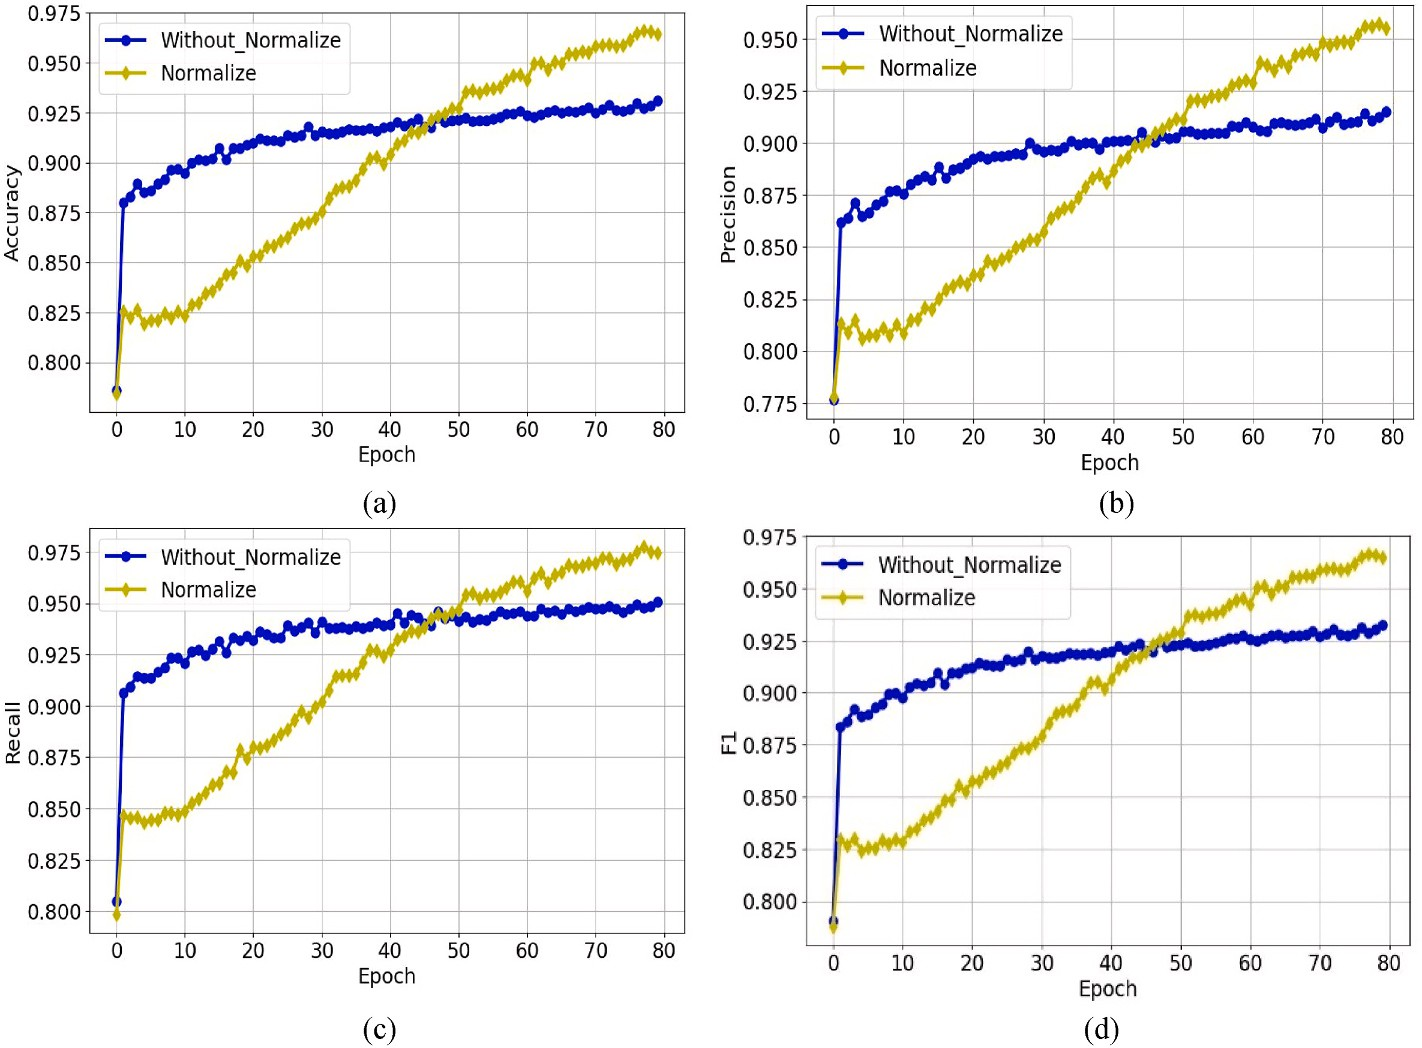 0.975
0.950
0.925
0.900
0.875
0.850
0.825
0.800
Accuracy
Without_Normalize
Normalize
0 10 20 30 40 50 60 70 80
Epoch
(a)
0.950
0.925
0.900
0.875
0.850
0.825
0.800
0.775
Precision
Without_Normalize
Normalize
0 10 20 30 40 50 60 70 80
Epoch
(b)
0.975
0.950
0.925
0.900
0.875
0.850
0.825
0.800
Recall
Without_Normalize
Normalize
0 10 20 30 40 50 60 70 80
Epoch
(c)
0.975
0.950
0.925
0.900
0.875
0.850
0.825
0.800
F1
Without_Normalize
Normalize
0 10 20 30 40 50 60 70 80
Epoch
(d)